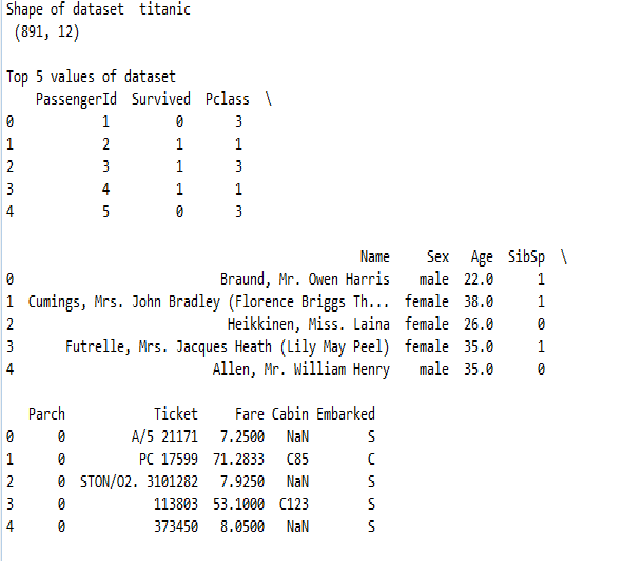 Shape of dataset  titanic
 (891, 12)
Top 5 values of dataset
    PassengerId  Survived  Pclass  \
0            1         0       3
1            2         1       1
2            3         1       3
3            4         1       1
4            5         0       3
                                                Name     Sex   Age  SibSp  \
0                            Braund, Mr. Owen Harris    male  22.0      1
1  Cumings, Mrs. John Bradley (Florence Briggs Th...  female  38.0      1
2                             Heikkinen, Miss. Laina  female  26.0      0
3       Futrelle, Mrs. Jacques Heath (Lily May Peel)  female  35.0      1
4                           Allen, Mr. William Henry    male  35.0      0
   Parch            Ticket     Fare Cabin Embarked
0      0         A/5 21171   7.2500   NaN        S
1      0          PC 17599  71.2833   C85        C
2      0  STON/O2. 3101282   7.9250   NaN        S
3      0            113803  53.1000  C123        S
4      0            373450   8.0500   NaN        S